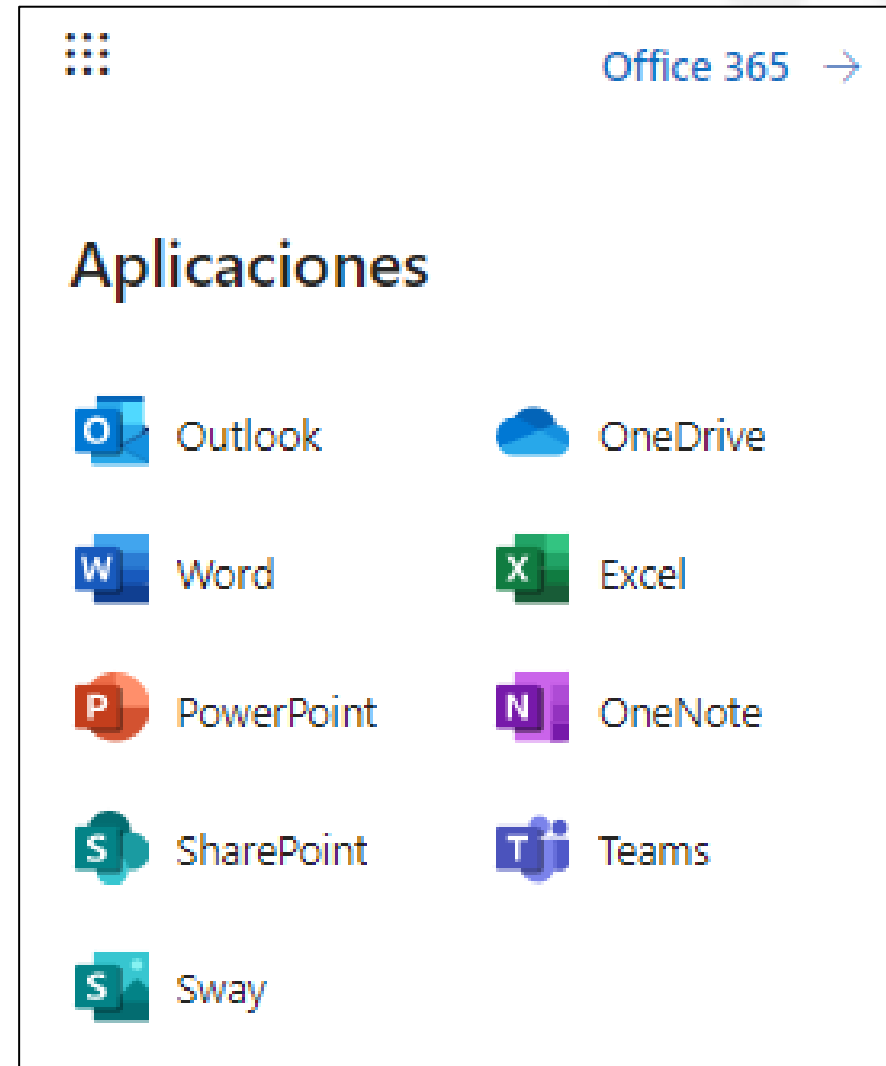 Office 365 →
Aplicaciones
O Outlook
OneDrive
W Word
X Excel
P PowerPoint
N OneNote
S SharePoint
T Teams
S Sway